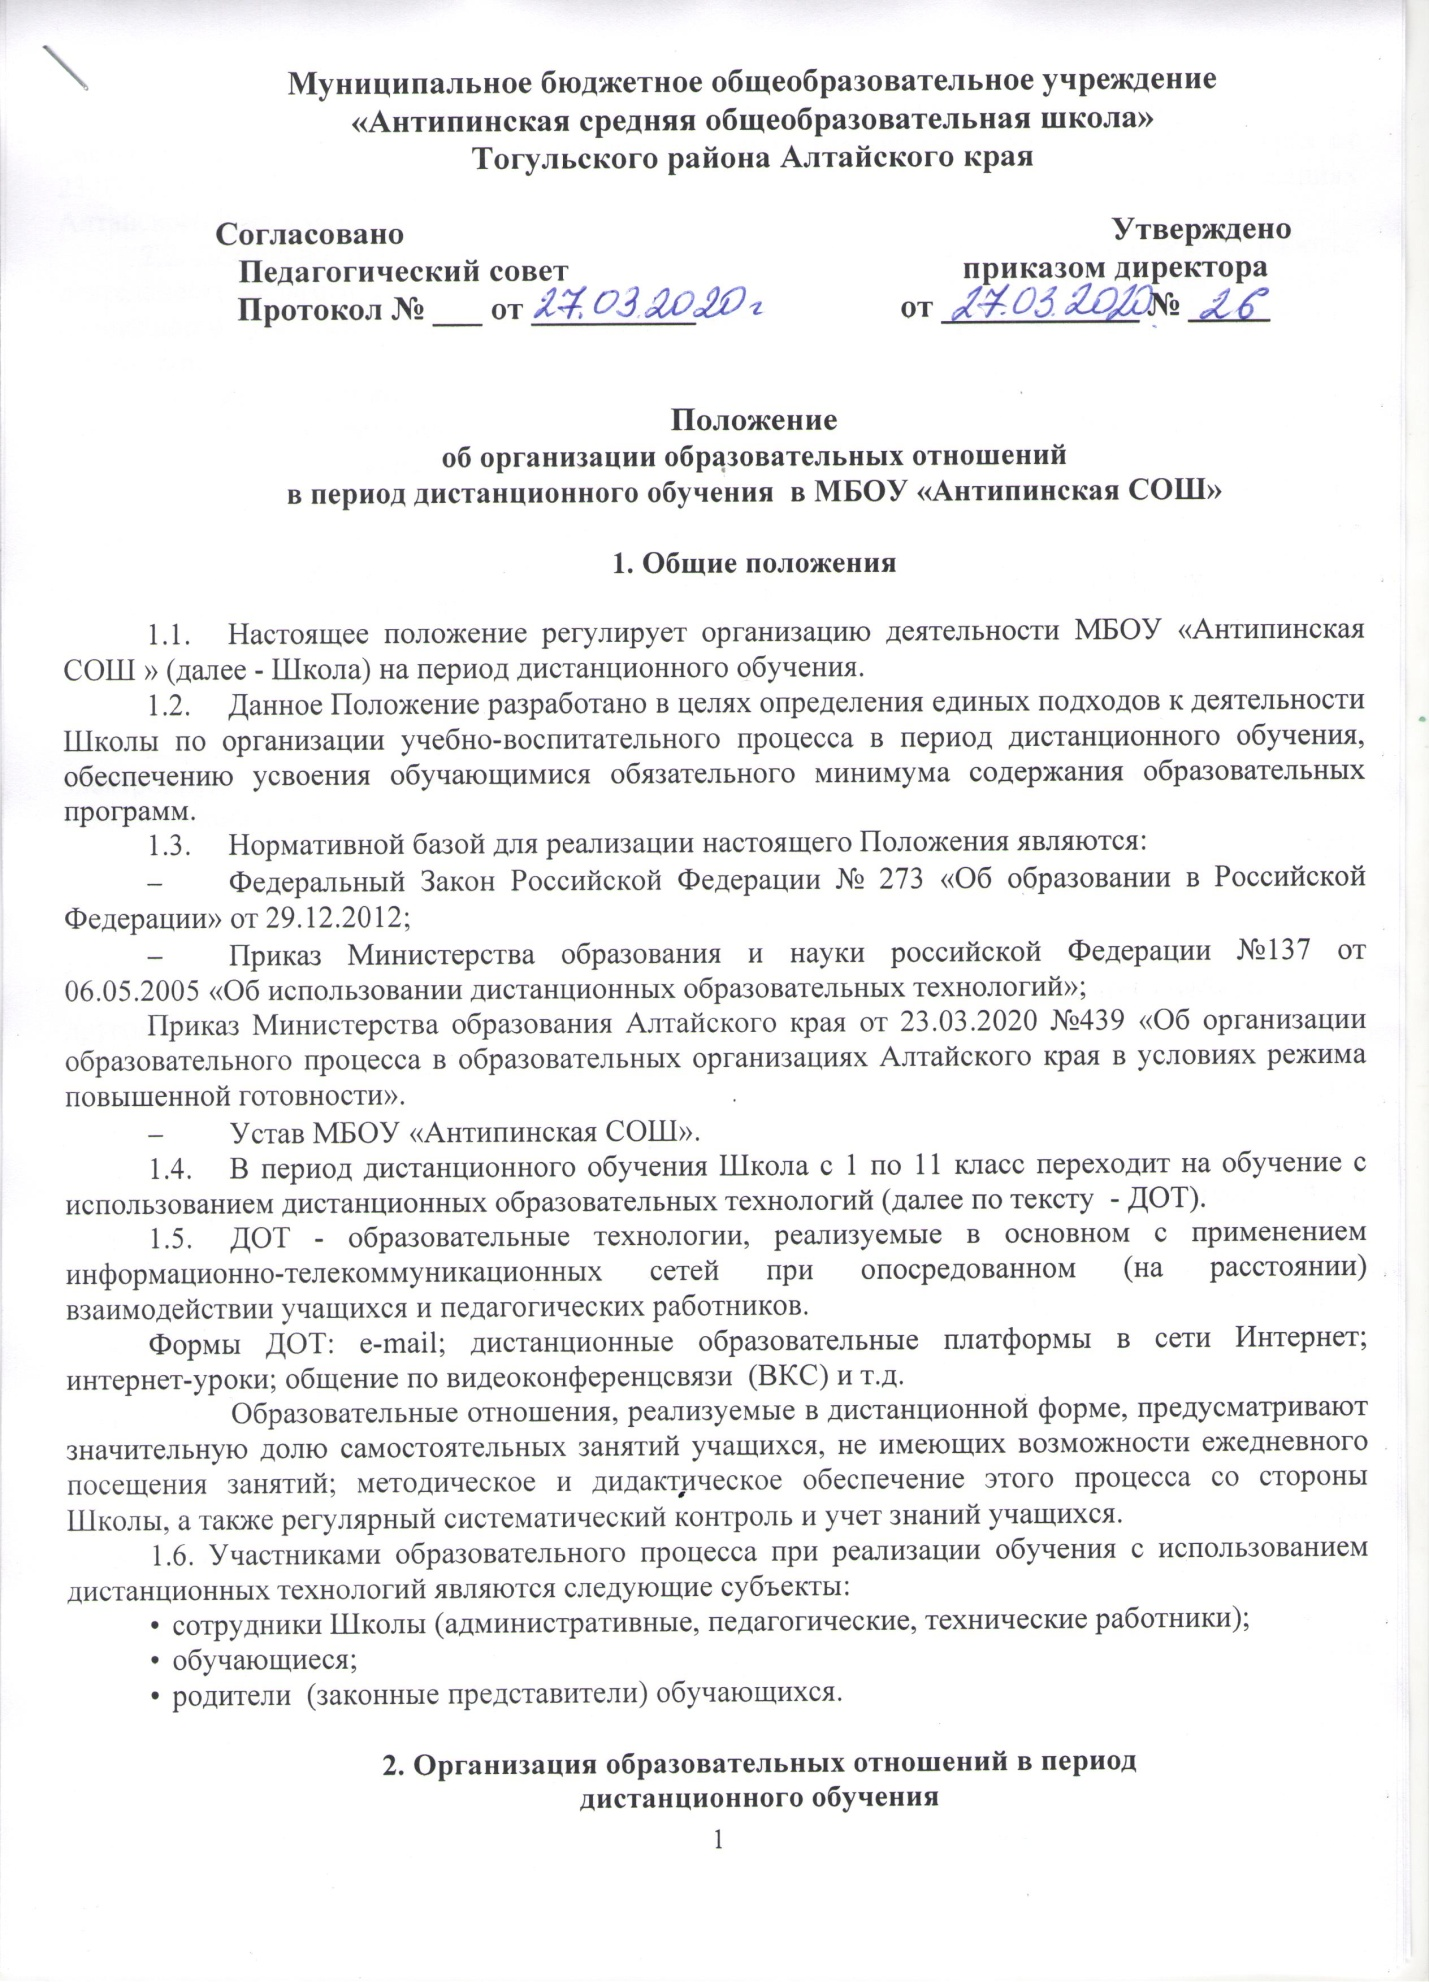 Муниципальное бюджетное общеобразовательное учреждение
«Антипинская средняя общеобразовательная школа»
Тогульского района Алтайского края
Согласовано Утверждено
Педагогический совет приказом директора
Протокол № ___ от 27.03.2020 г от 27.03.2020 № 26
Положение
об организации образовательных отношений
в период дистанционного обучения в МБОУ «Антипинская СОШ»
1. Общие положения
1.1. Настоящее положение регулирует организацию деятельности МБОУ «Антипинская
СОШ » (далее - Школа) на период дистанционного обучения.
1.2. Данное Положение разработано в целях определения единых подходов к деятельности
Школы по организации учебно-воспитательного процесса в период дистанционного обучения,
обеспечению усвоения обучающимися обязательного минимума содержания образовательных
программ.
1.3. Нормативной базой для реализации настоящего Положения являются:
– Федеральный Закон Российской Федерации № 273 «Об образовании в Российской
Федерации» от 29.12.2012;
– Приказ Министерства образования и науки российской Федерации №137 от
06.05.2005 «Об использовании дистанционных образовательных технологий»;
Приказ Министерства образования Алтайского края от 23.03.2020 №439 «Об организации
образовательного процесса в образовательных организациях Алтайского края в условиях режима
повышенной готовности».
– Устав МБОУ «Антипинская СОШ».
1.4. В период дистанционного обучения Школа с 1 по 11 класс переходит на обучение с
использованием дистанционных образовательных технологий (далее по тексту - ДОТ).
1.5. ДОТ - образовательные технологии, реализуемые в основном с применением
информационно-телекоммуникационных сетей при опосредованном (на расстоянии)
взаимодействии учащихся и педагогических работников.
Формы ДОТ: e-mail; дистанционные образовательные платформы в сети Интернет;
интернет-уроки; общение по видеоконференцсвязи (ВКС) и т.д.
Образовательные отношения, реализуемые в дистанционной форме, предусматривают
значительную долю самостоятельных занятий учащихся, не имеющих возможности ежедневного
посещения занятий; методическое и дидактическое обеспечение этого процесса со стороны
Школы, а также регулярный систематический контроль и учет знаний учащихся.
1.6. Участниками образовательного процесса при реализации обучения с использованием
дистанционных технологий являются следующие субъекты:
• сотрудники Школы (административные, педагогические, технические работники);
• обучающиеся;
• родители (законные представители) обучающихся.
2. Организация образовательных отношений в период
дистанционного обучения
1